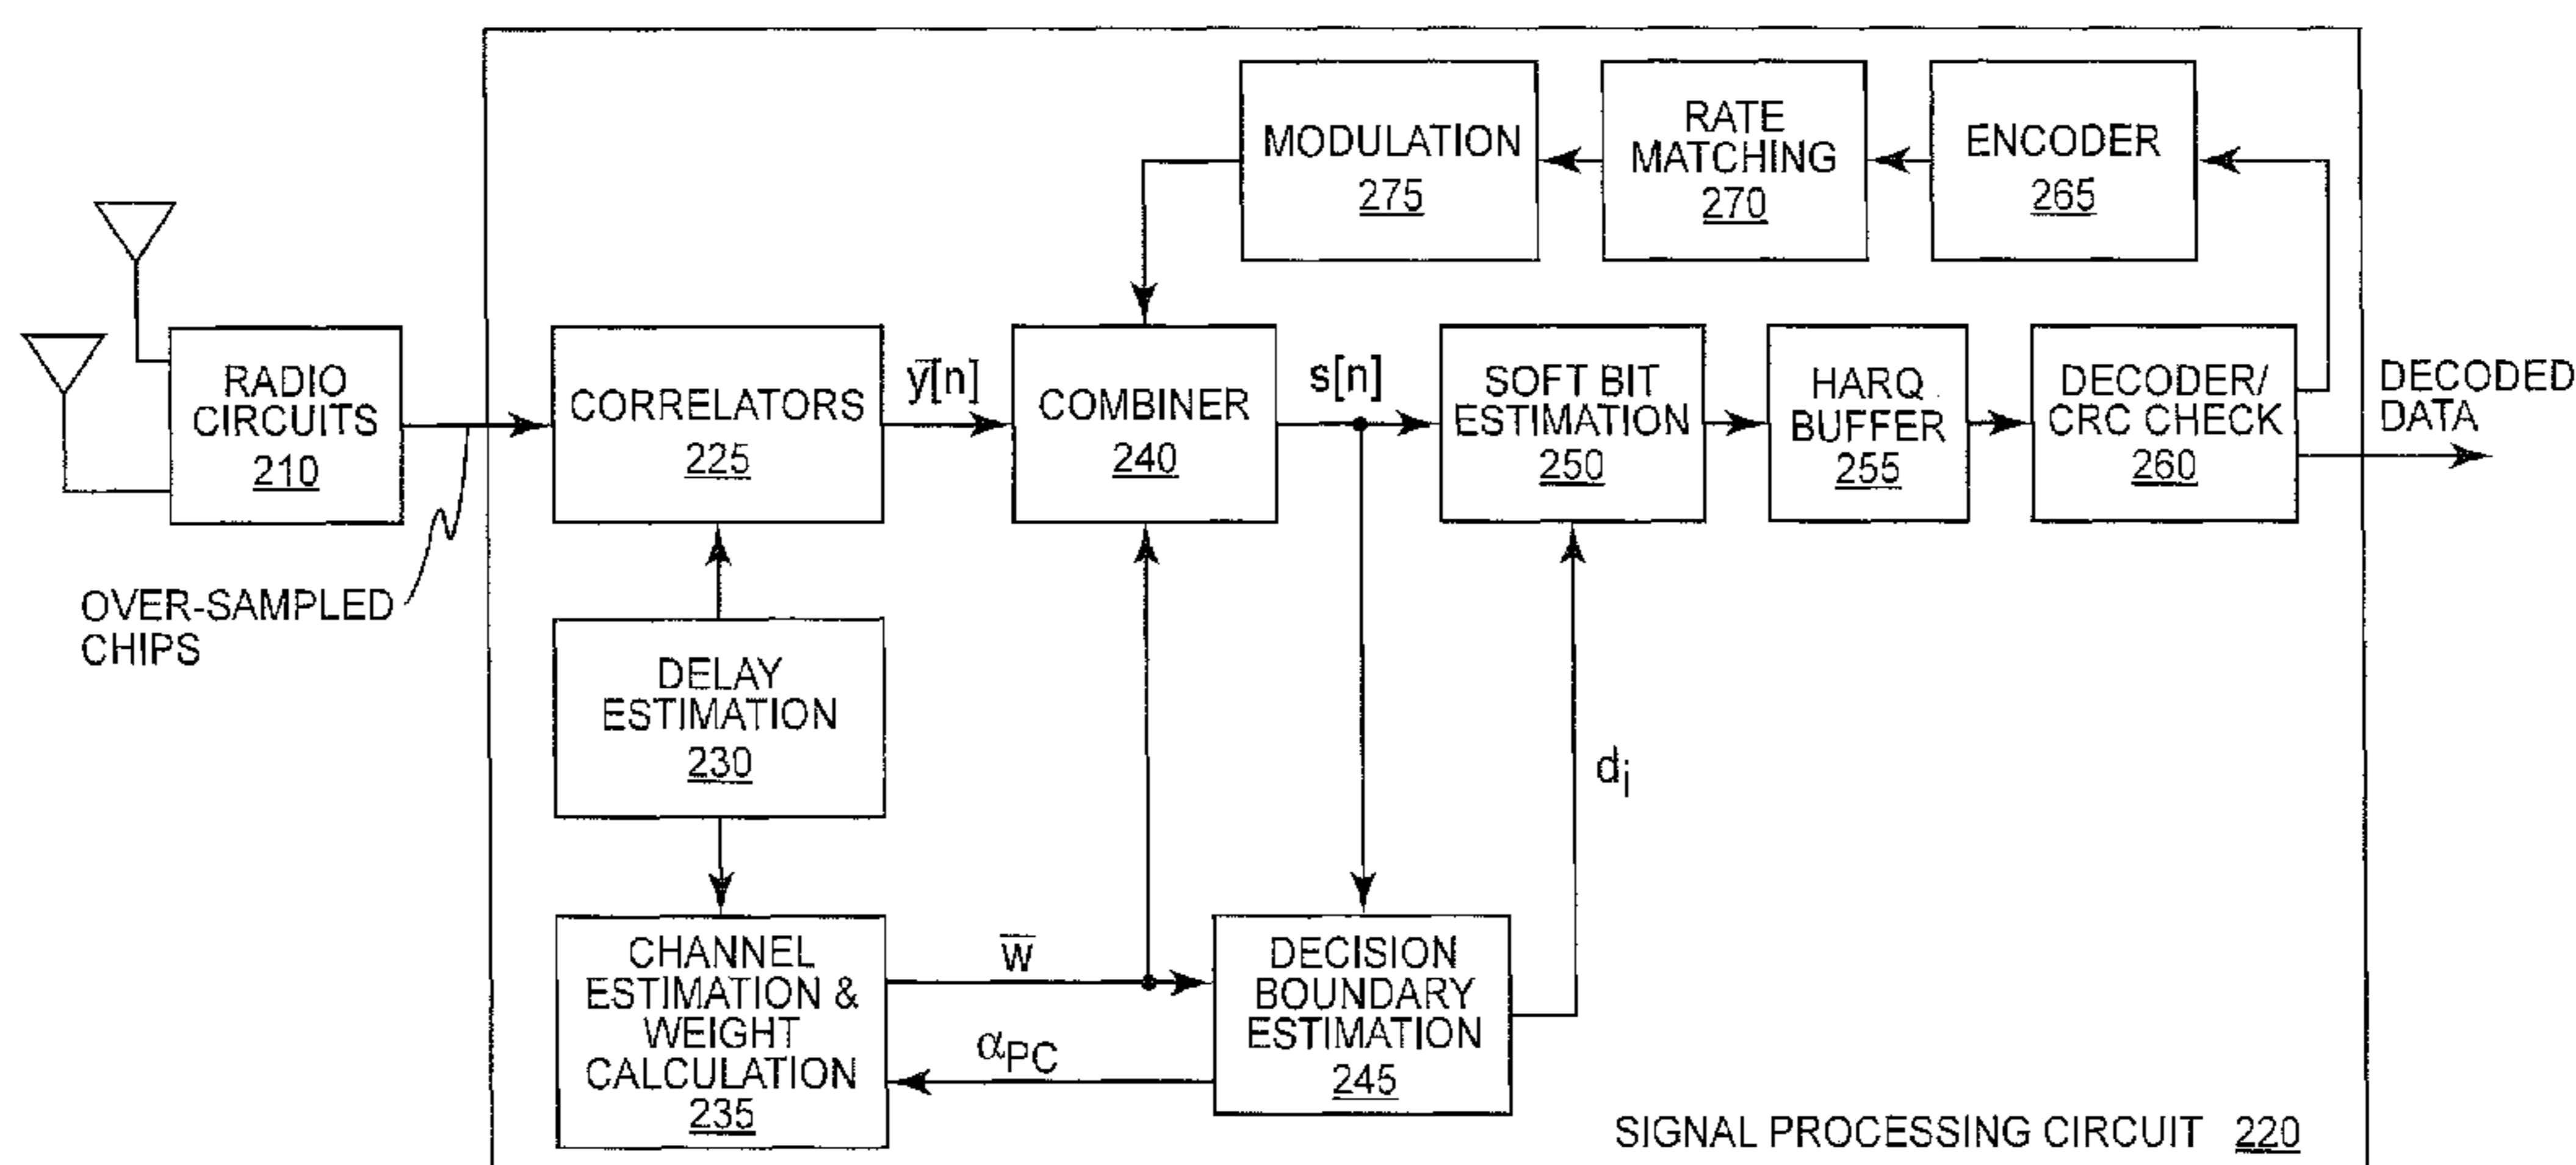 MODULATION
275
RATE
MATCHING
270
ENCODER
265
RADIO
CIRCUITS
210
CORRELATORS
225
y̅[n]
COMBINER
240
s[n]
SOFT BIT
ESTIMATION
250
HARQ
BUFFER
255
DECODER/
CRC CHECK
260
DECODED
DATA
OVER-SAMPLED
CHIPS
DELAY
ESTIMATION
230
di
CHANNEL
ESTIMATION &
WEIGHT
CALCULATION
235
w̅
αPC
DECISION
BOUNDARY
ESTIMATION
245
SIGNAL PROCESSING CIRCUIT 220